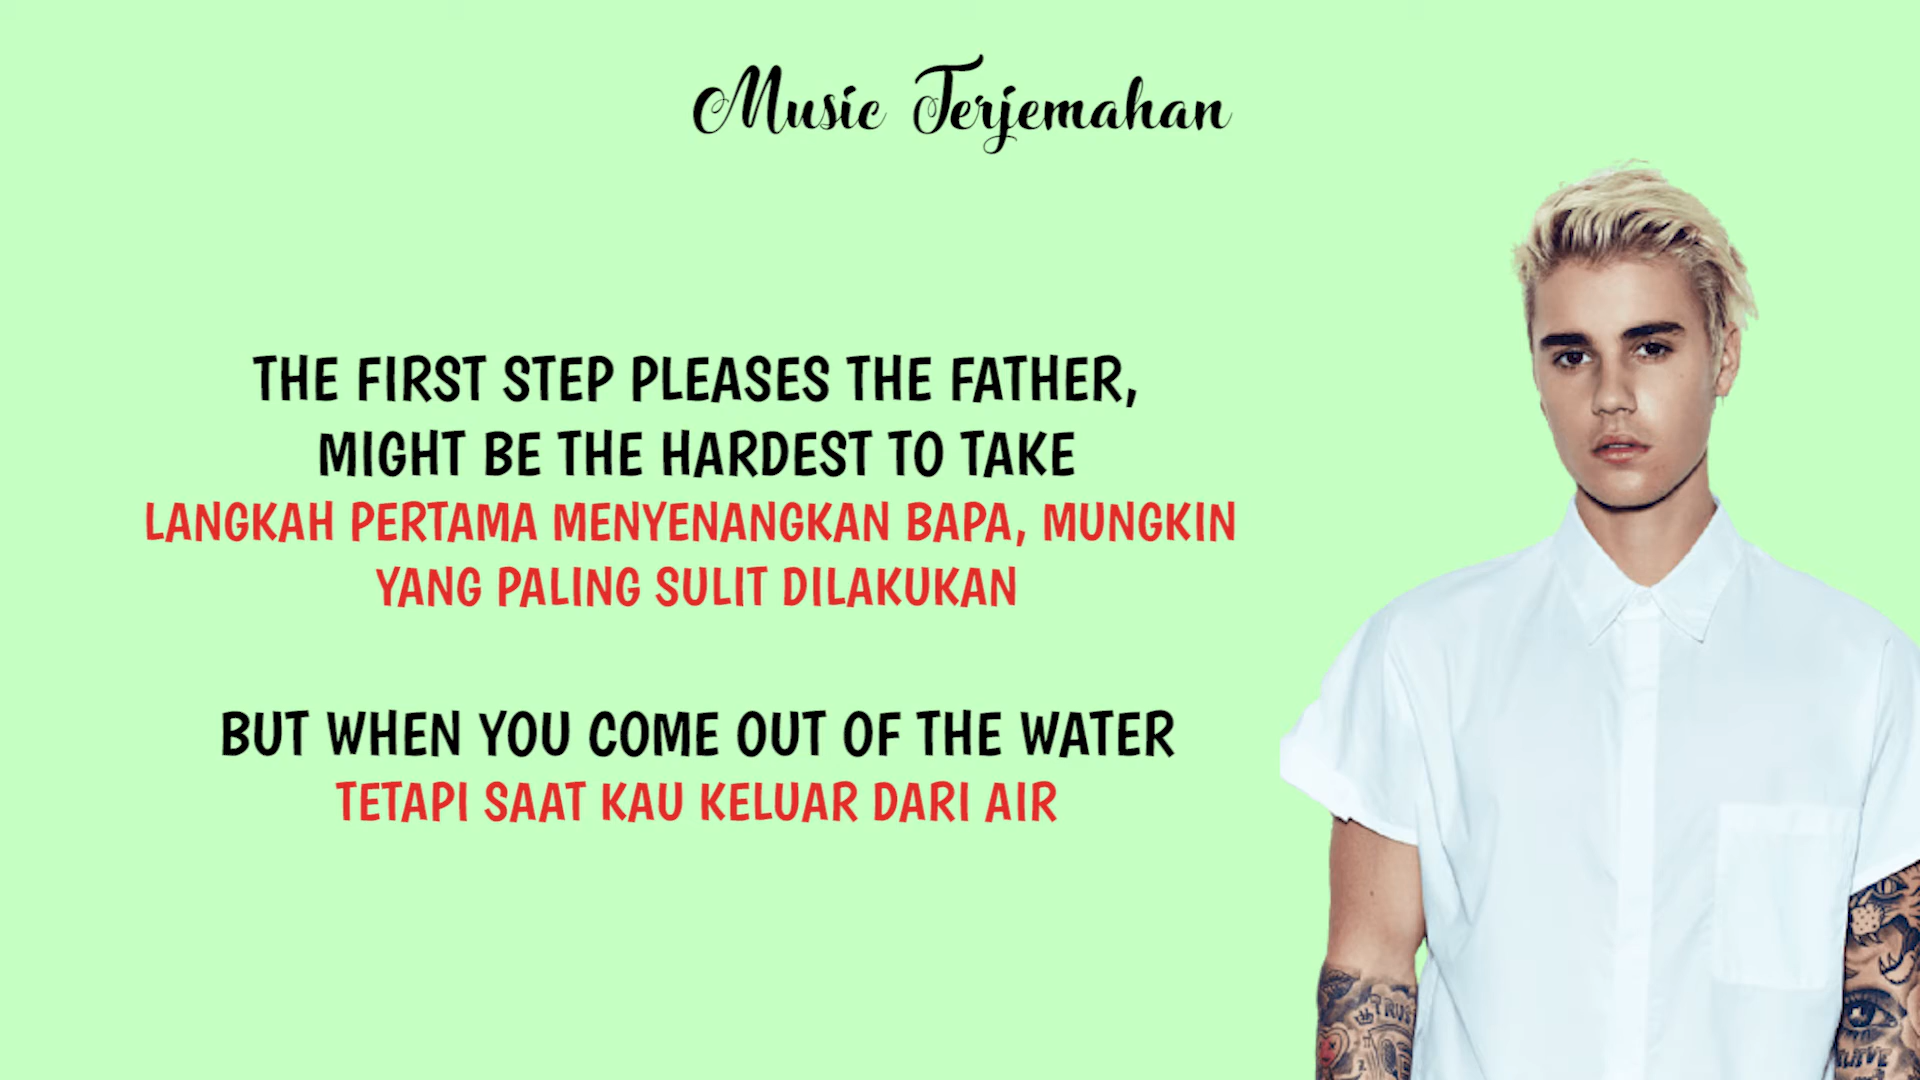 Music Terjemahan
THE FIRST STEP PLEASES THE FATHER,
MIGHT BE THE HARDEST TO TAKE
LANGKAH PERTAMA MENYENANGKAN BAPA, MUNGKIN
YANG PALING SULIT DILAKUKAN
BUT WHEN YOU COME OUT OF THE WATER
TETAPI SAAT KAU KELUAR DARI AIR